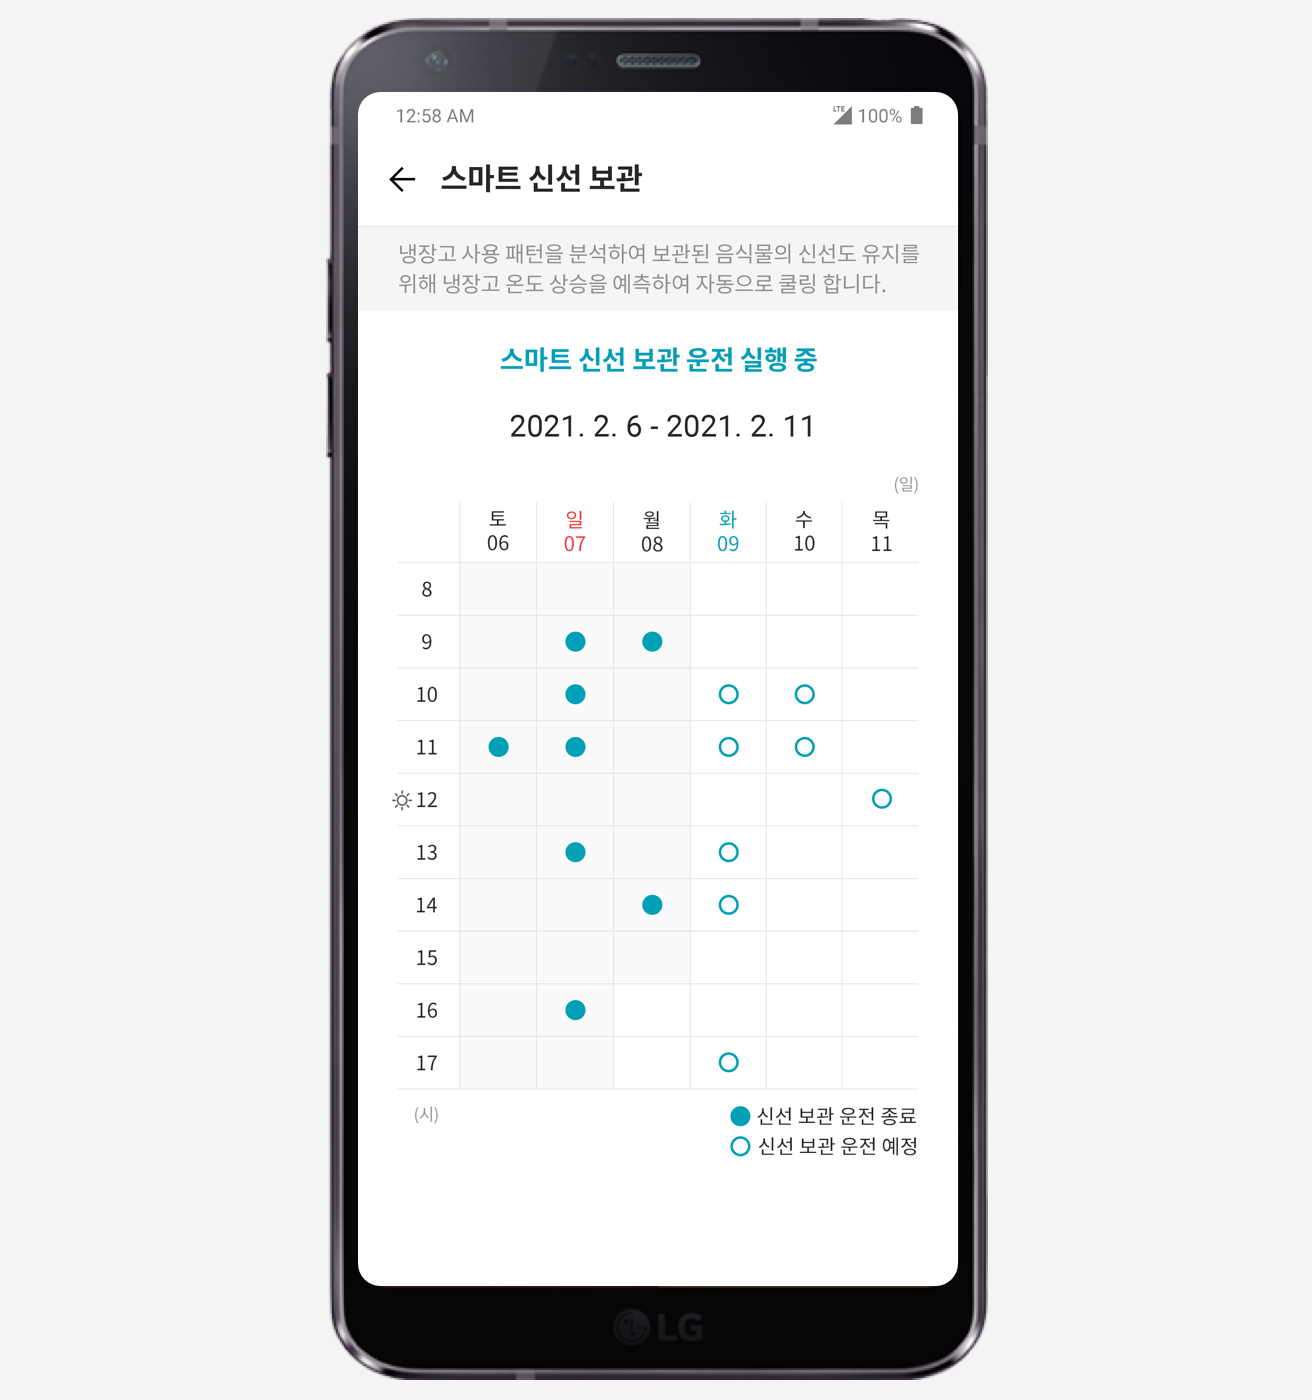 12:58 AM LTE 100%
스마트 신선 보관
냉장고 사용 패턴을 분석하여 보관된 음식물의 신선도 유지를
위해 냉장고 온도 상승을 예측하여 자동으로 쿨링 합니다.
스마트 신선 보관 운전 실행 중
2021. 2. 6 - 2021. 2. 11
(일)
토 일 월 화 수 목
06 07 08 09 10 11
8
9
10
11
12
13
14
15
16
17
(시)
신선 보관 운전 종료
신선 보관 운전 예정
LG